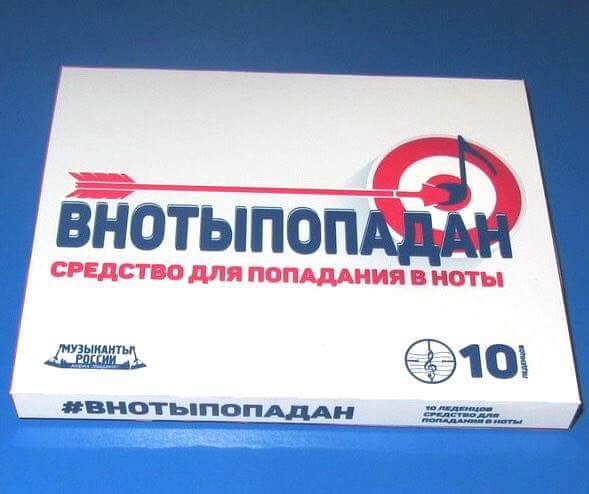 ВНОТЫПОПАДАН
СРЕДСТВО ДЛЯ ПОПАДАНИЯ В НОТЫ
МУЗЫКАНТЫ
РОССИИ
10 ЛЕДЕНЦОВ
#ВНОТЫПОПАДАН
10 ЛЕДЕНЦОВ
СРЕДСТВО ДЛЯ
ПОПАДАНИЯ В НОТЫ